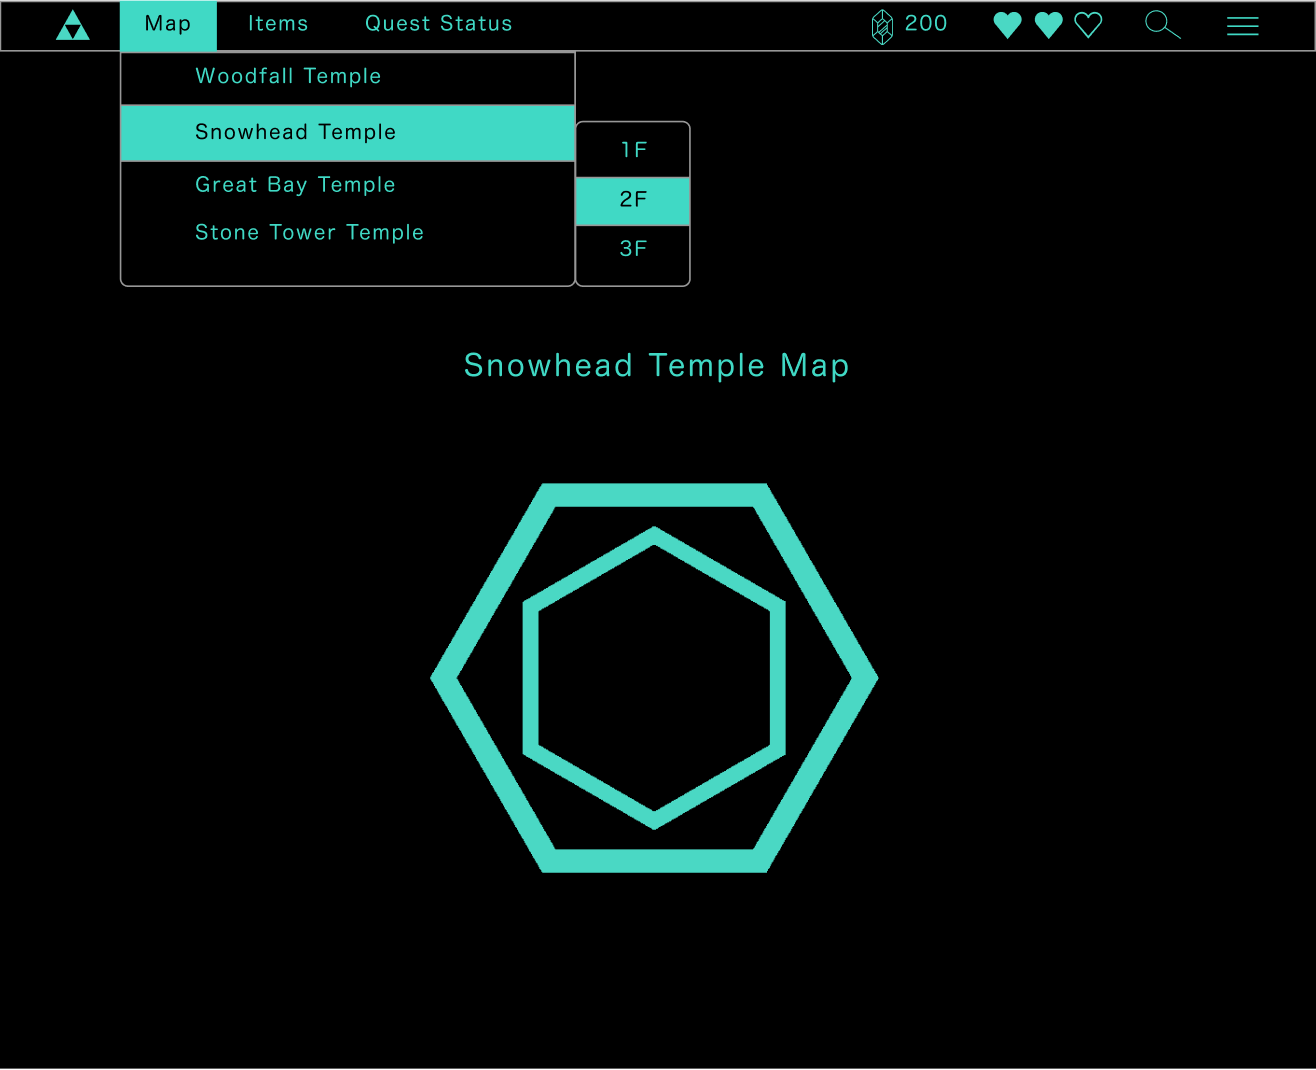 Map Items Quest Status 200
Woodfall Temple
Snowhead Temple
Great Bay Temple
Stone Tower Temple
1F
2F
3F
Snowhead Temple Map